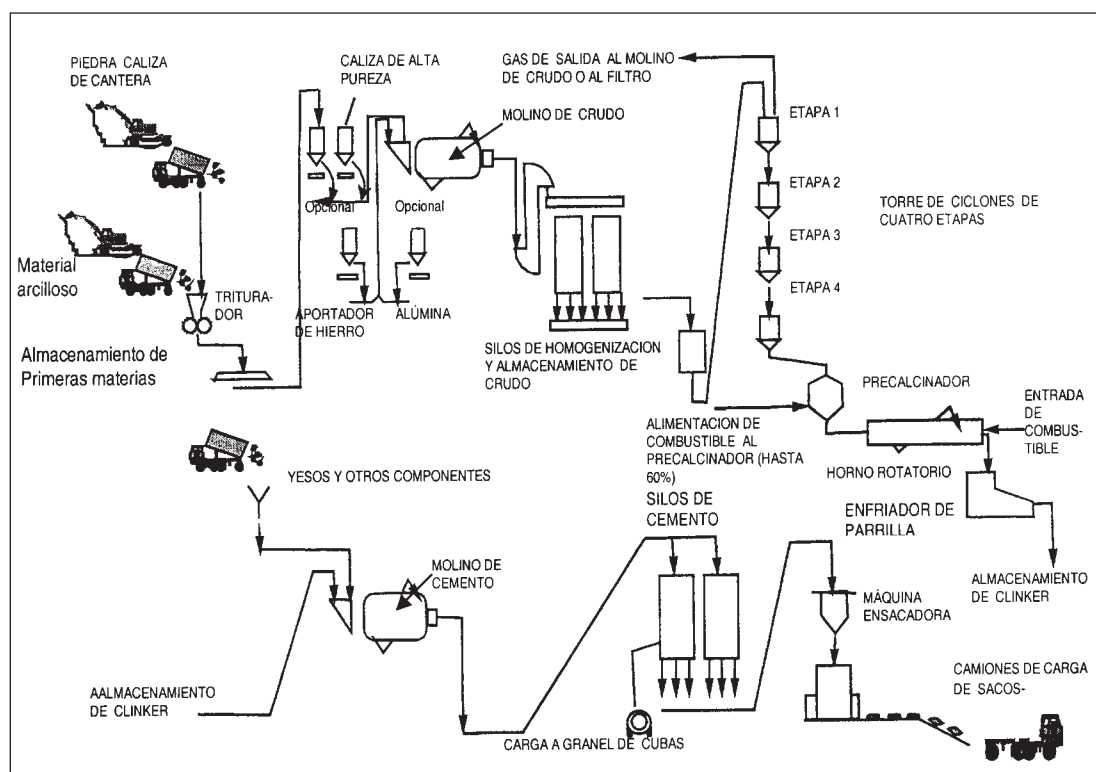 PiEDRA CALIZA
DE CANTERA
CALIZA DE ALTA
PUREZA
GAS DE SALIDA AL MOLINO
DE CRUDO O AL FILTRO
MOLINO DE CRUDO
ETAPA 1
ETAPA 2
ETAPA 3
ETAPA 4
TORRE DE CICLONES DE
CUATRO ETAPAS
Opcional
Opcional
Material
arcilloso
TRITURA-
DOR
APORTADOR
DE HIERRO
ALÚMINA
Almacenamiento de
Primeras materias
SILOS DE HOMOGENIZACION
Y ALMACENAMIENTO DE
CRUDO
PRECALCINADOR
ENTRADA
DE
COMBUS-
TIBLE
ALIMENTACION DE
COMBUSTIBLE AL
PRECALCINADOR (HASTA
60%)
HORNO ROTATORIO
YESOS Y OTROS COMPONENTES
SILOS DE
CEMENTO
ENFRIADOR DE
PARRILLA
MOLINO DE
CEMENTO
ALMACENAMIENTO
DE CLINKER
MÁQUINA
ENSACADORA
AALMACENAMIENTO
DE CLINKER
CAMIONES DE CARGA
DE SACOS-
CARGA A GRANEL DE CUBAS